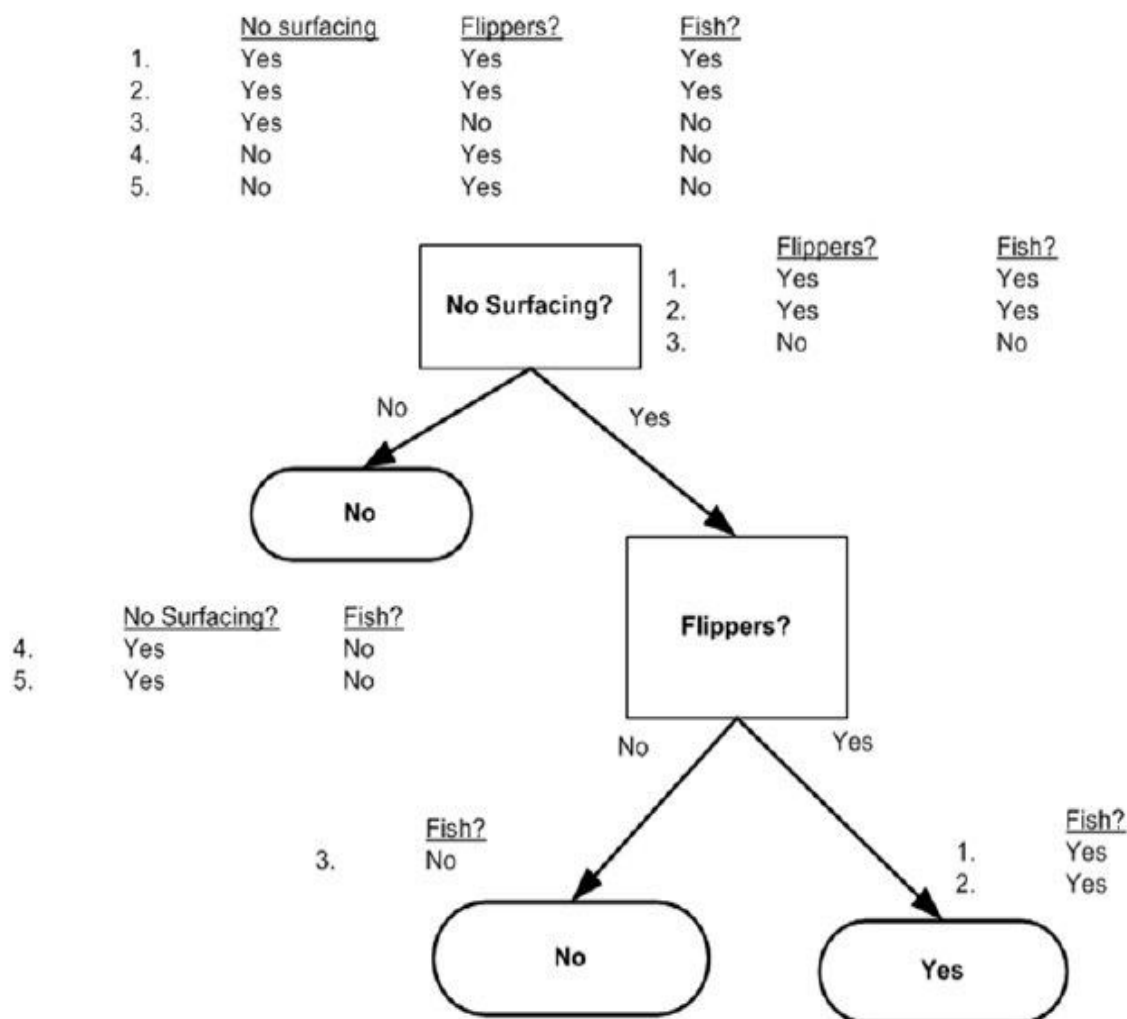 No surfacing Flippers? Fish?
1. Yes Yes Yes
2. Yes Yes Yes
3. Yes No No
4. No Yes No
5. No Yes No
Flippers? Fish?
1. Yes Yes
2. Yes Yes
3. No No
No Surfacing?
No
Yes
No
No Surfacing? Fish?
4. Yes No
5. Yes No
Flippers?
No
Yes
Fish?
3. No
Fish?
1. Yes
2. Yes
No
Yes